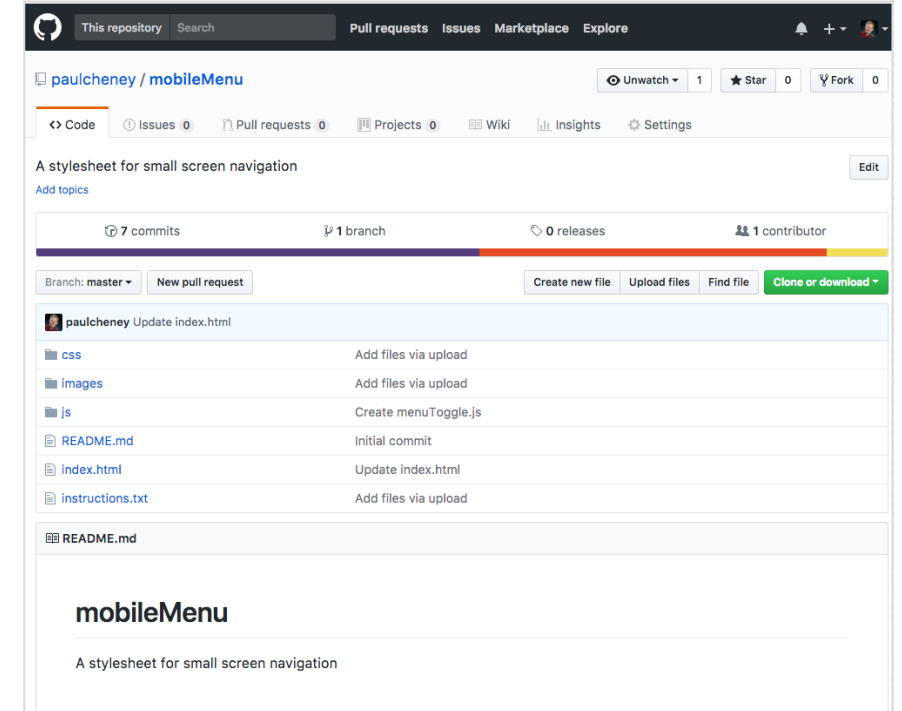 This repository Search Pull requests Issues Marketplace Explore
paulcheney / mobileMenu Unwatch 1 Star 0 Fork 0
Code Issues 0 Pull requests 0 Projects 0 Wiki Insights Settings
A stylesheet for small screen navigation Edit
Add topics
7 commits 1 branch 0 releases 1 contributor
Branch: master New pull request Create new file Upload files Find file Clone or download
paulcheney Update index.html
css Add files via upload
images Add files via upload
js Create menuToggle.js
README.md Initial commit
index.html Update index.html
instructions.txt Add files via upload
README.md
mobileMenu
A stylesheet for small screen navigation